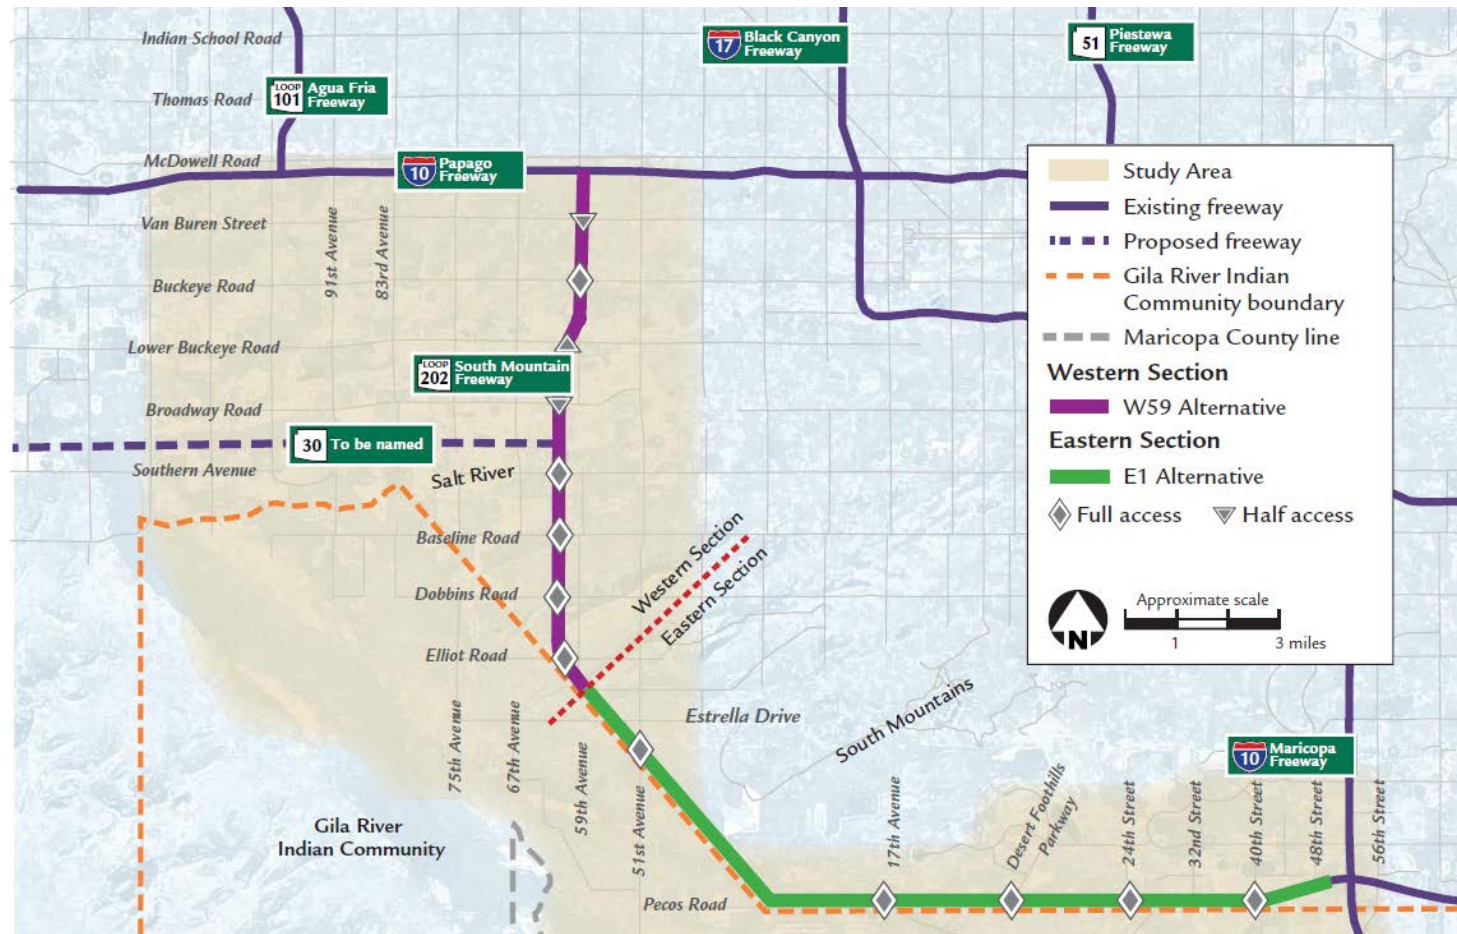 Indian School Road
Thomas Road
LOOP
101
Agua Fria
Freeway
17
Black Canyon
Freeway
51
Piestewa
Freeway
McDowell Road
10
Papago
Freeway
Van Buren Street
91st Avenue
83rd Avenue
Buckeye Road
Lower Buckeye Road
LOOP
202
South Mountain
Freeway
Broadway Road
30
To be named
Southern Avenue
Salt River
Baseline Road
Dobbins Road
Elliot Road
Western Section
Eastern Section
75th Avenue
67th Avenue
59th Avenue
51st Avenue
Estrella Drive
South Mountains
Gila River
Indian Community
Pecos Road
17th Avenue
Desert Foothills
Parkway
24th Street
32nd Street
40th Street
48th Street
56th Street
10
Maricopa
Freeway
Study Area
Existing freeway
Proposed freeway
Gila River Indian
Community boundary
Maricopa County line
Western Section
W59 Alternative
Eastern Section
E1 Alternative
Full access
Half access
N
Approximate scale
1
3 miles